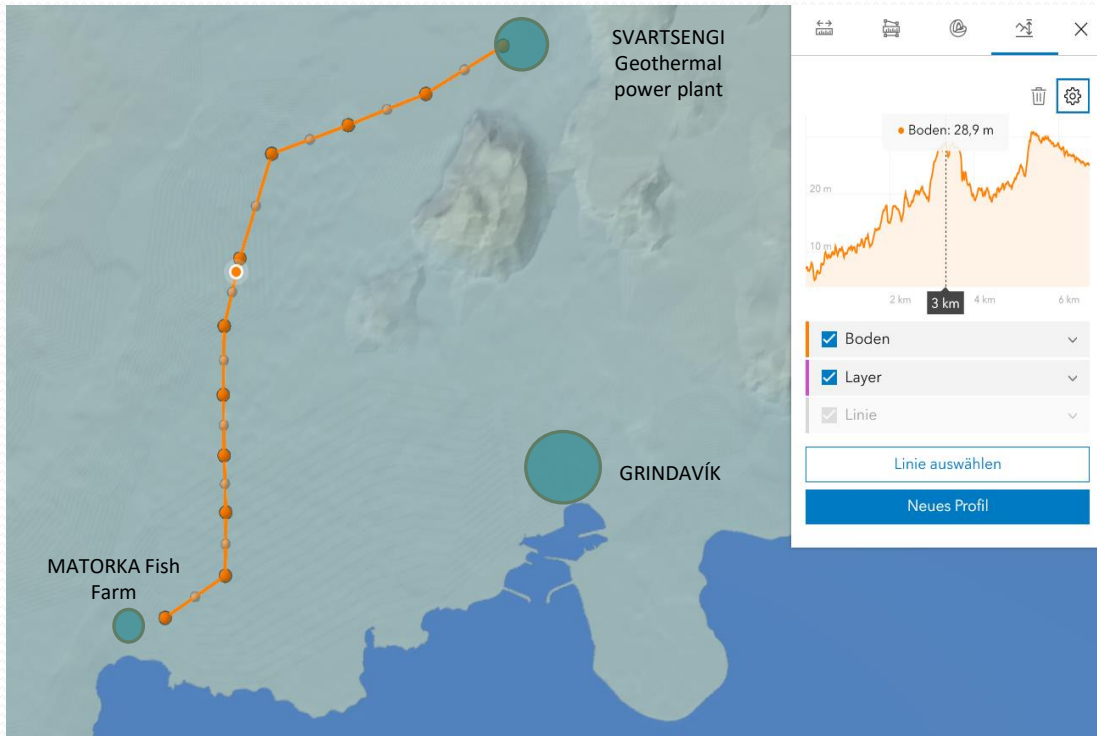 SVARTSENGI
Geothermal
power plant
Boden: 28,9 m
20 m
10 m
2 km
3 km
4 km
6 km
Boden
Layer
Linie
GRINDAVÍK
Linie auswählen
Neues Profil
MATORKA Fish
Farm